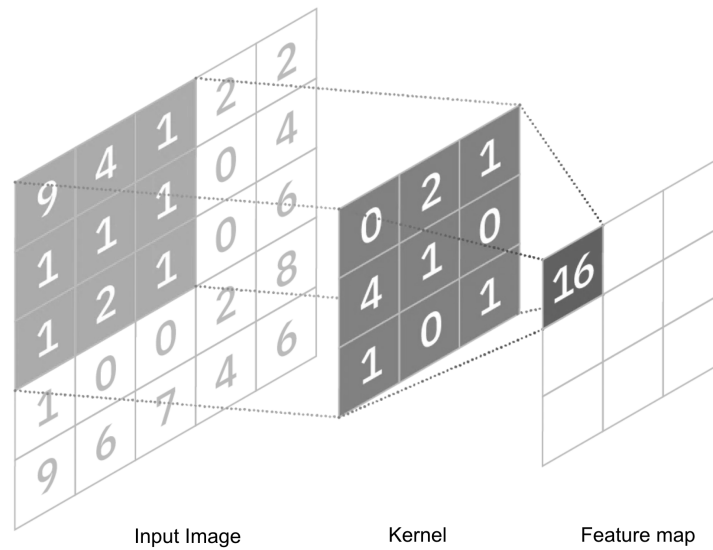 9 4 1 2 2
1 1 1 0 4
1 2 1 0 6
1 0 0 2 8
9 6 7 4 6
0 2 1
4 1 0
1 0 1
16
Input Image
Kernel
Feature map